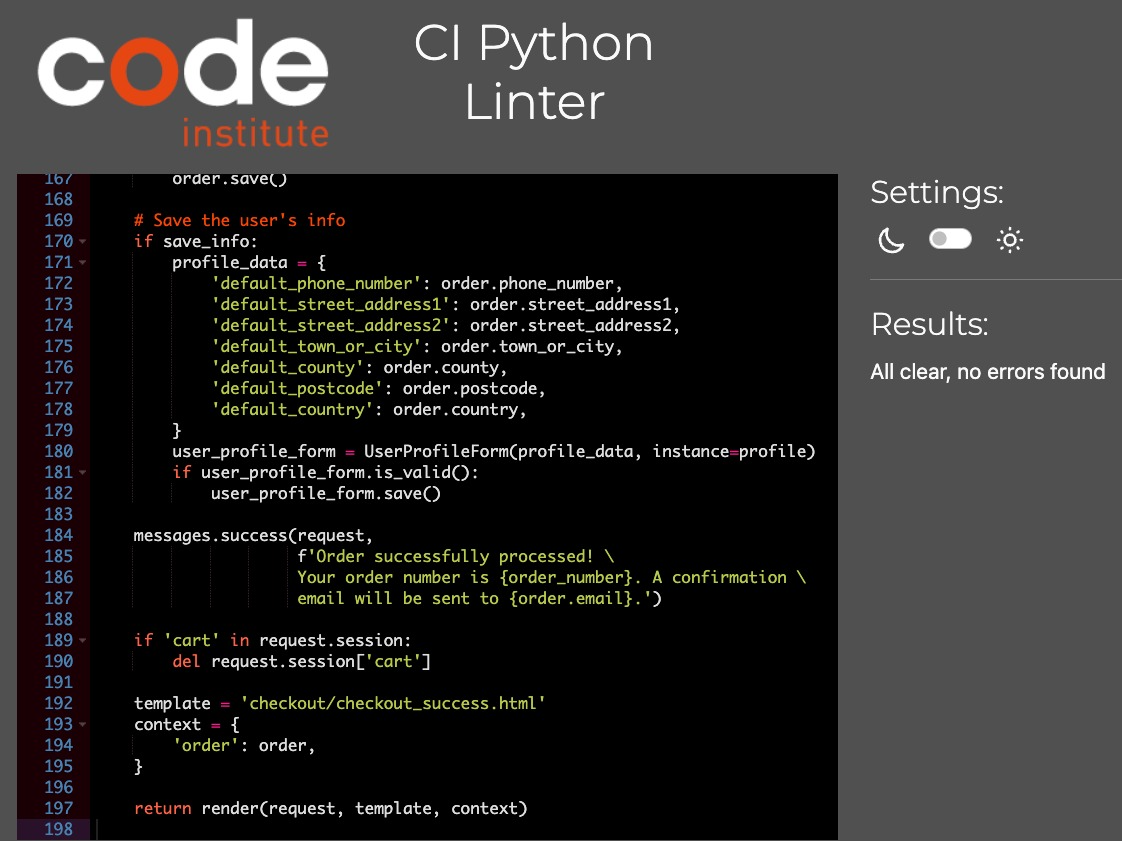 code
institute
CI Python
Linter
167 order.save()
168
169 # Save the user's info
170 if save_info:
171 profile_data = {
172 'default_phone_number': order.phone_number,
173 'default_street_address1': order.street_address1,
174 'default_street_address2': order.street_address2,
175 'default_town_or_city': order.town_or_city,
176 'default_county': order.county,
177 'default_postcode': order.postcode,
178 'default_country': order.country,
179 }
180 user_profile_form = UserProfileForm(profile_data, instance=profile)
181 if user_profile_form.is_valid():
182 user_profile_form.save()
183
184 messages.success(request,
185 f'Order successfully processed! \
186 Your order number is {order_number}. A confirmation \
187 email will be sent to {order.email}.')
188
189 if 'cart' in request.session:
190 del request.session['cart']
191
192 template = 'checkout/checkout_success.html'
193 context = {
194 'order': order,
195 }
196
197 return render(request, template, context)
198
Settings:
Results:
All clear, no errors found